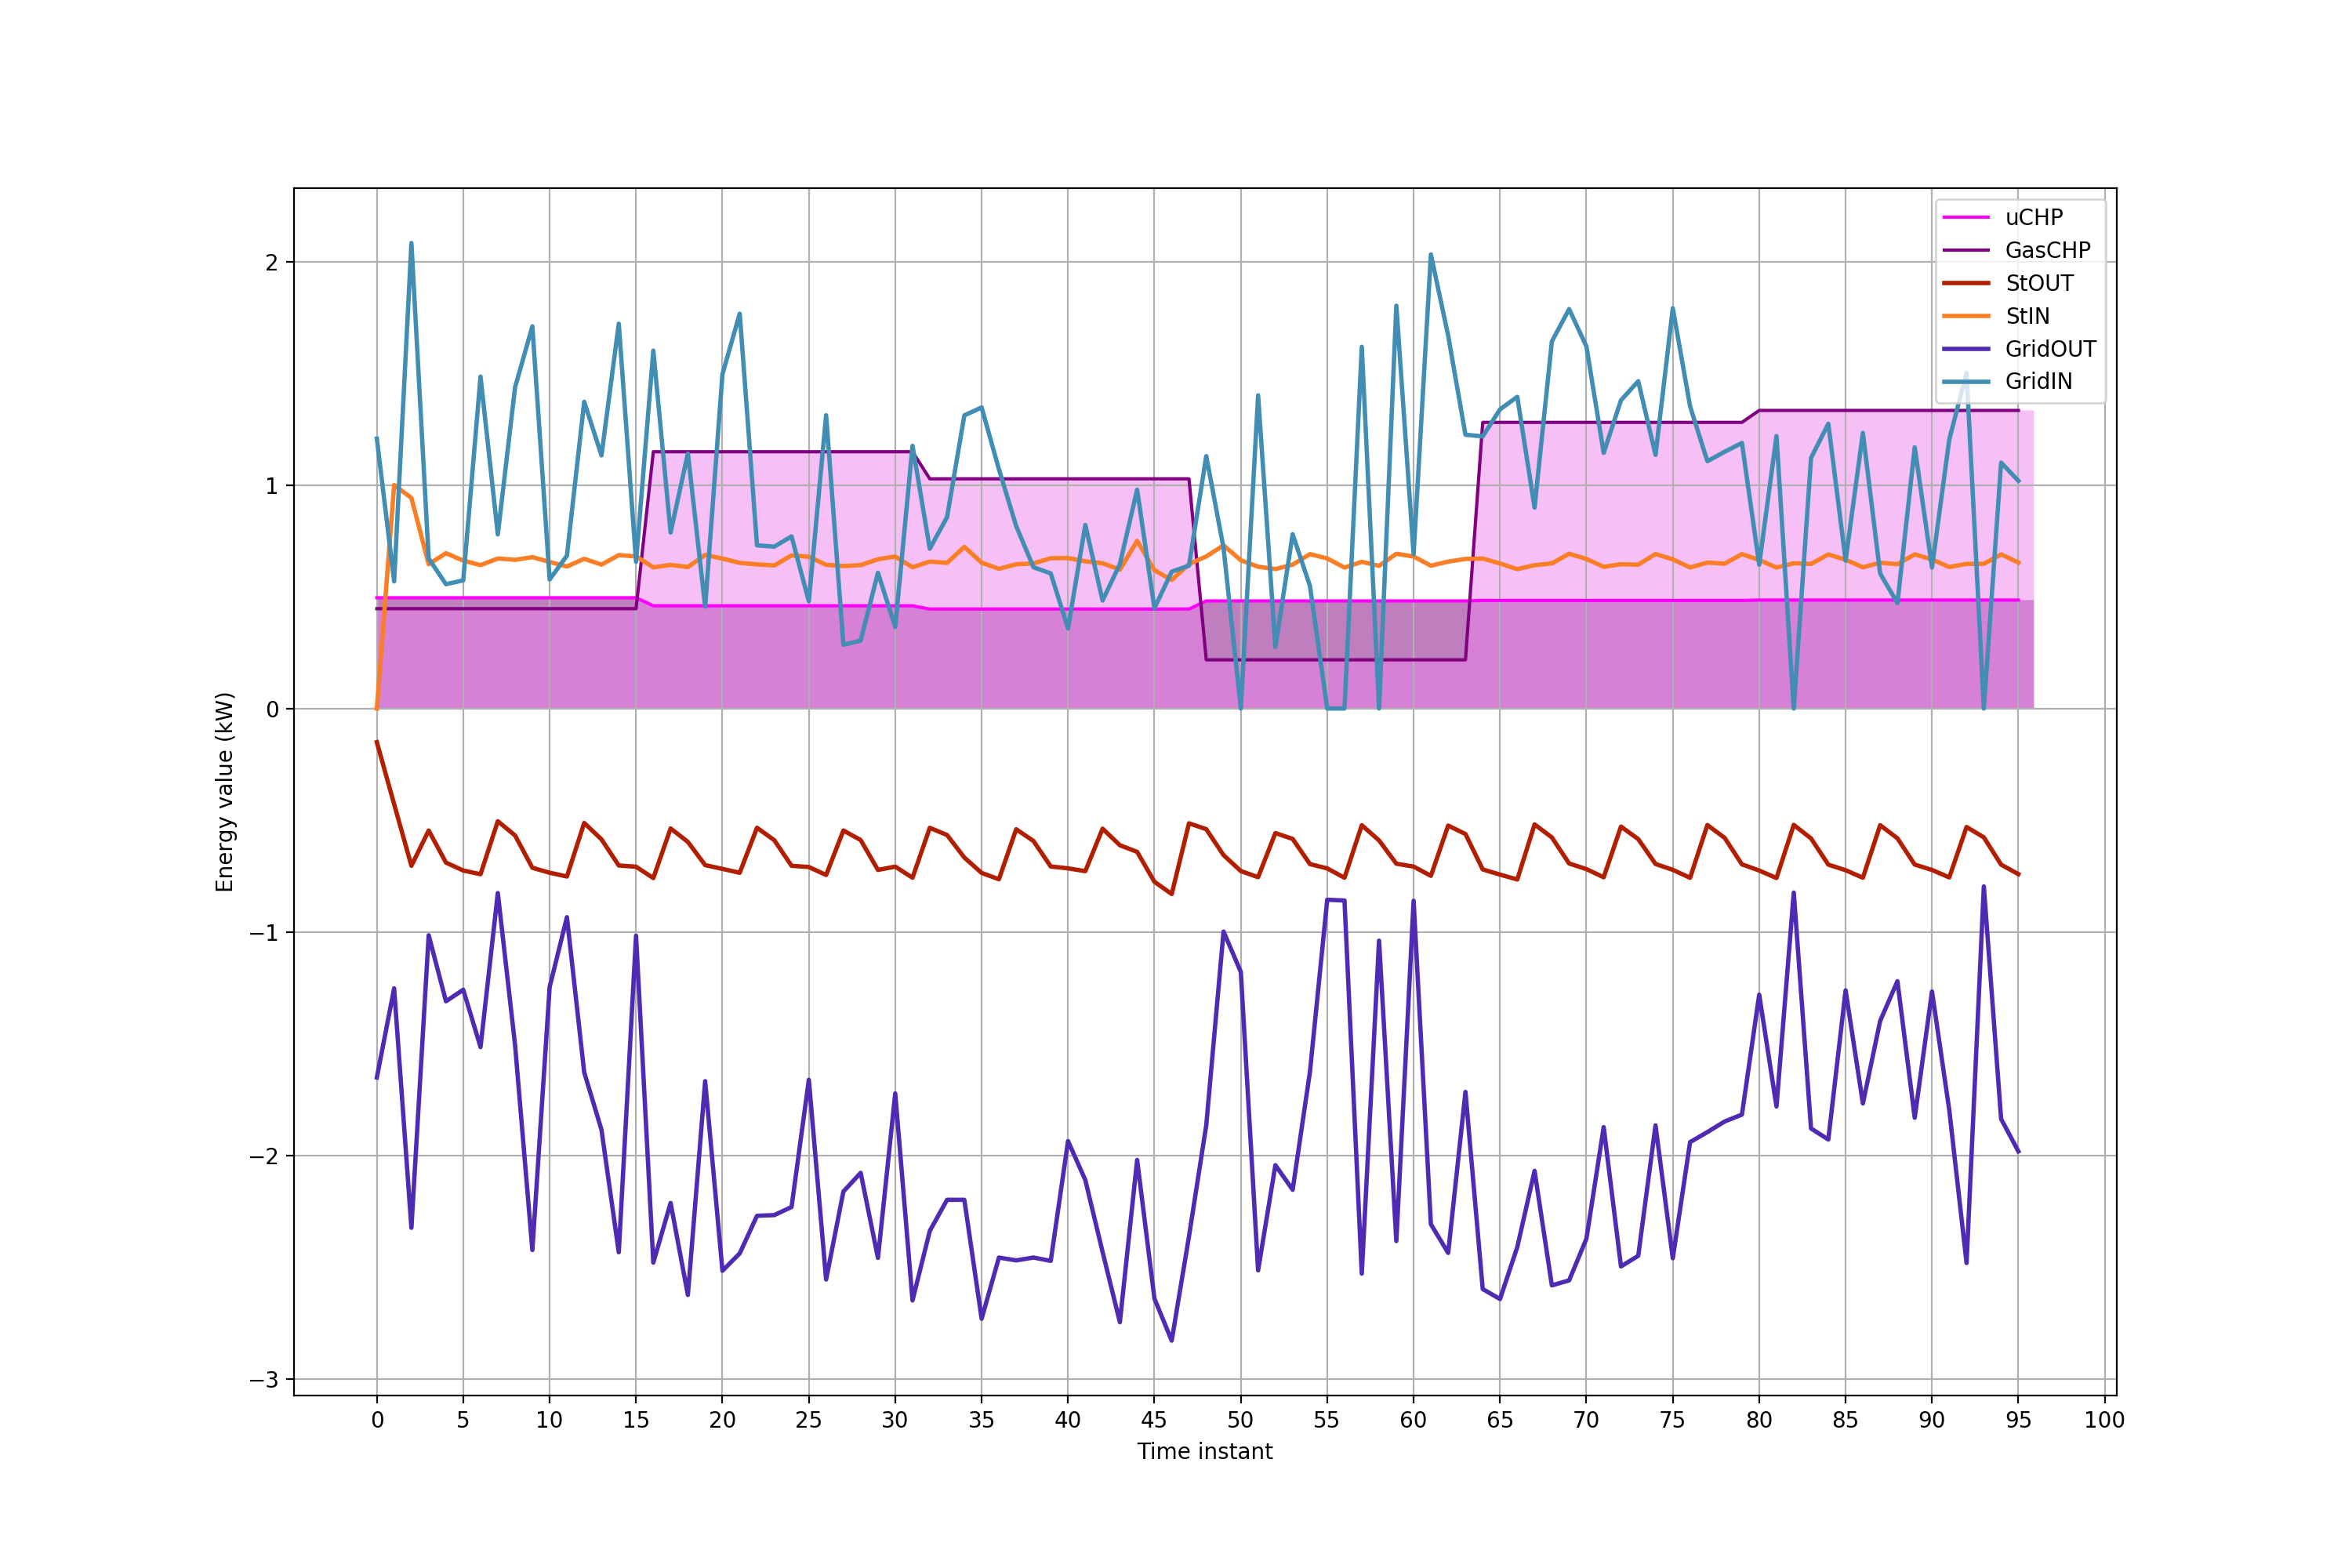 uCHP
GasCHP
StOUT
StIN
GridOUT
GridIN
2
1
0
−1
−2
−3
Energy value (kW)
0 5 10 15 20 25 30 35 40 45 50 55 60 65 70 75 80 85 90 95 100
Time instant